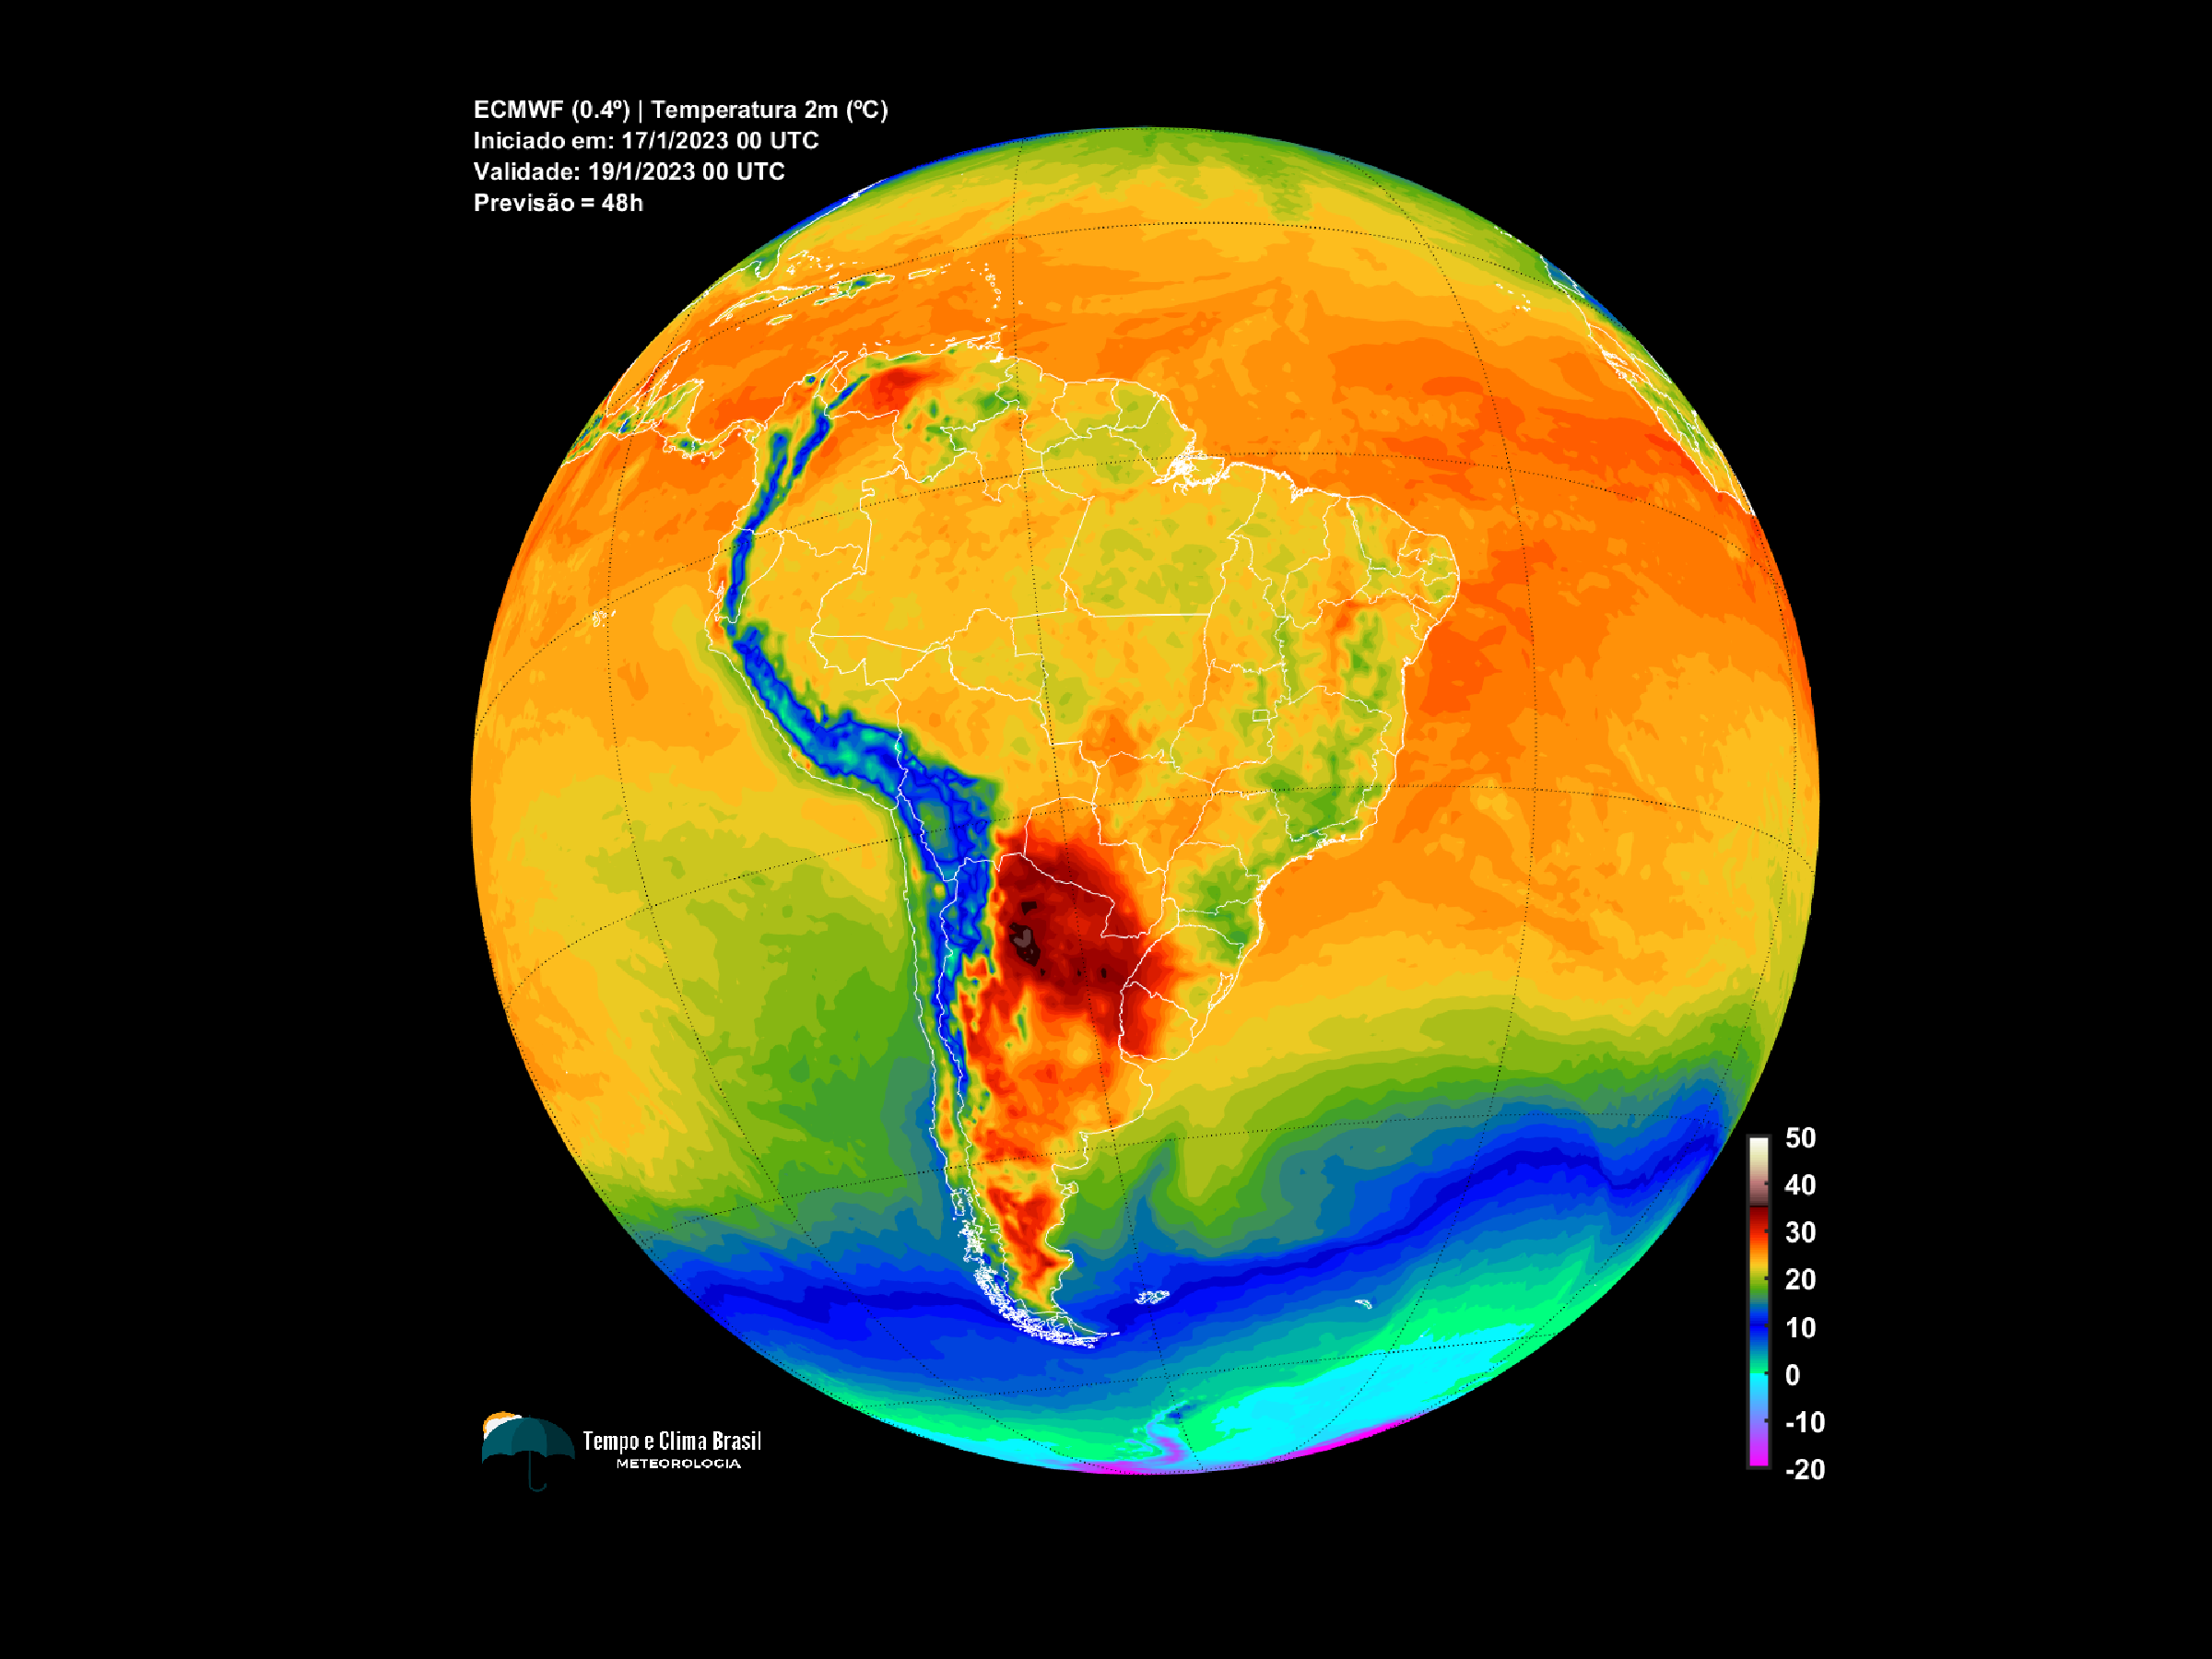 ECMWF (0.4º) | Temperatura 2m (ºC)
Iniciado em: 17/1/2023 00 UTC
Validade: 19/1/2023 00 UTC
Previsão = 48h
50
40
30
20
10
0
-10
-20
Tempo e Clima Brasil
METEOROLOGIA